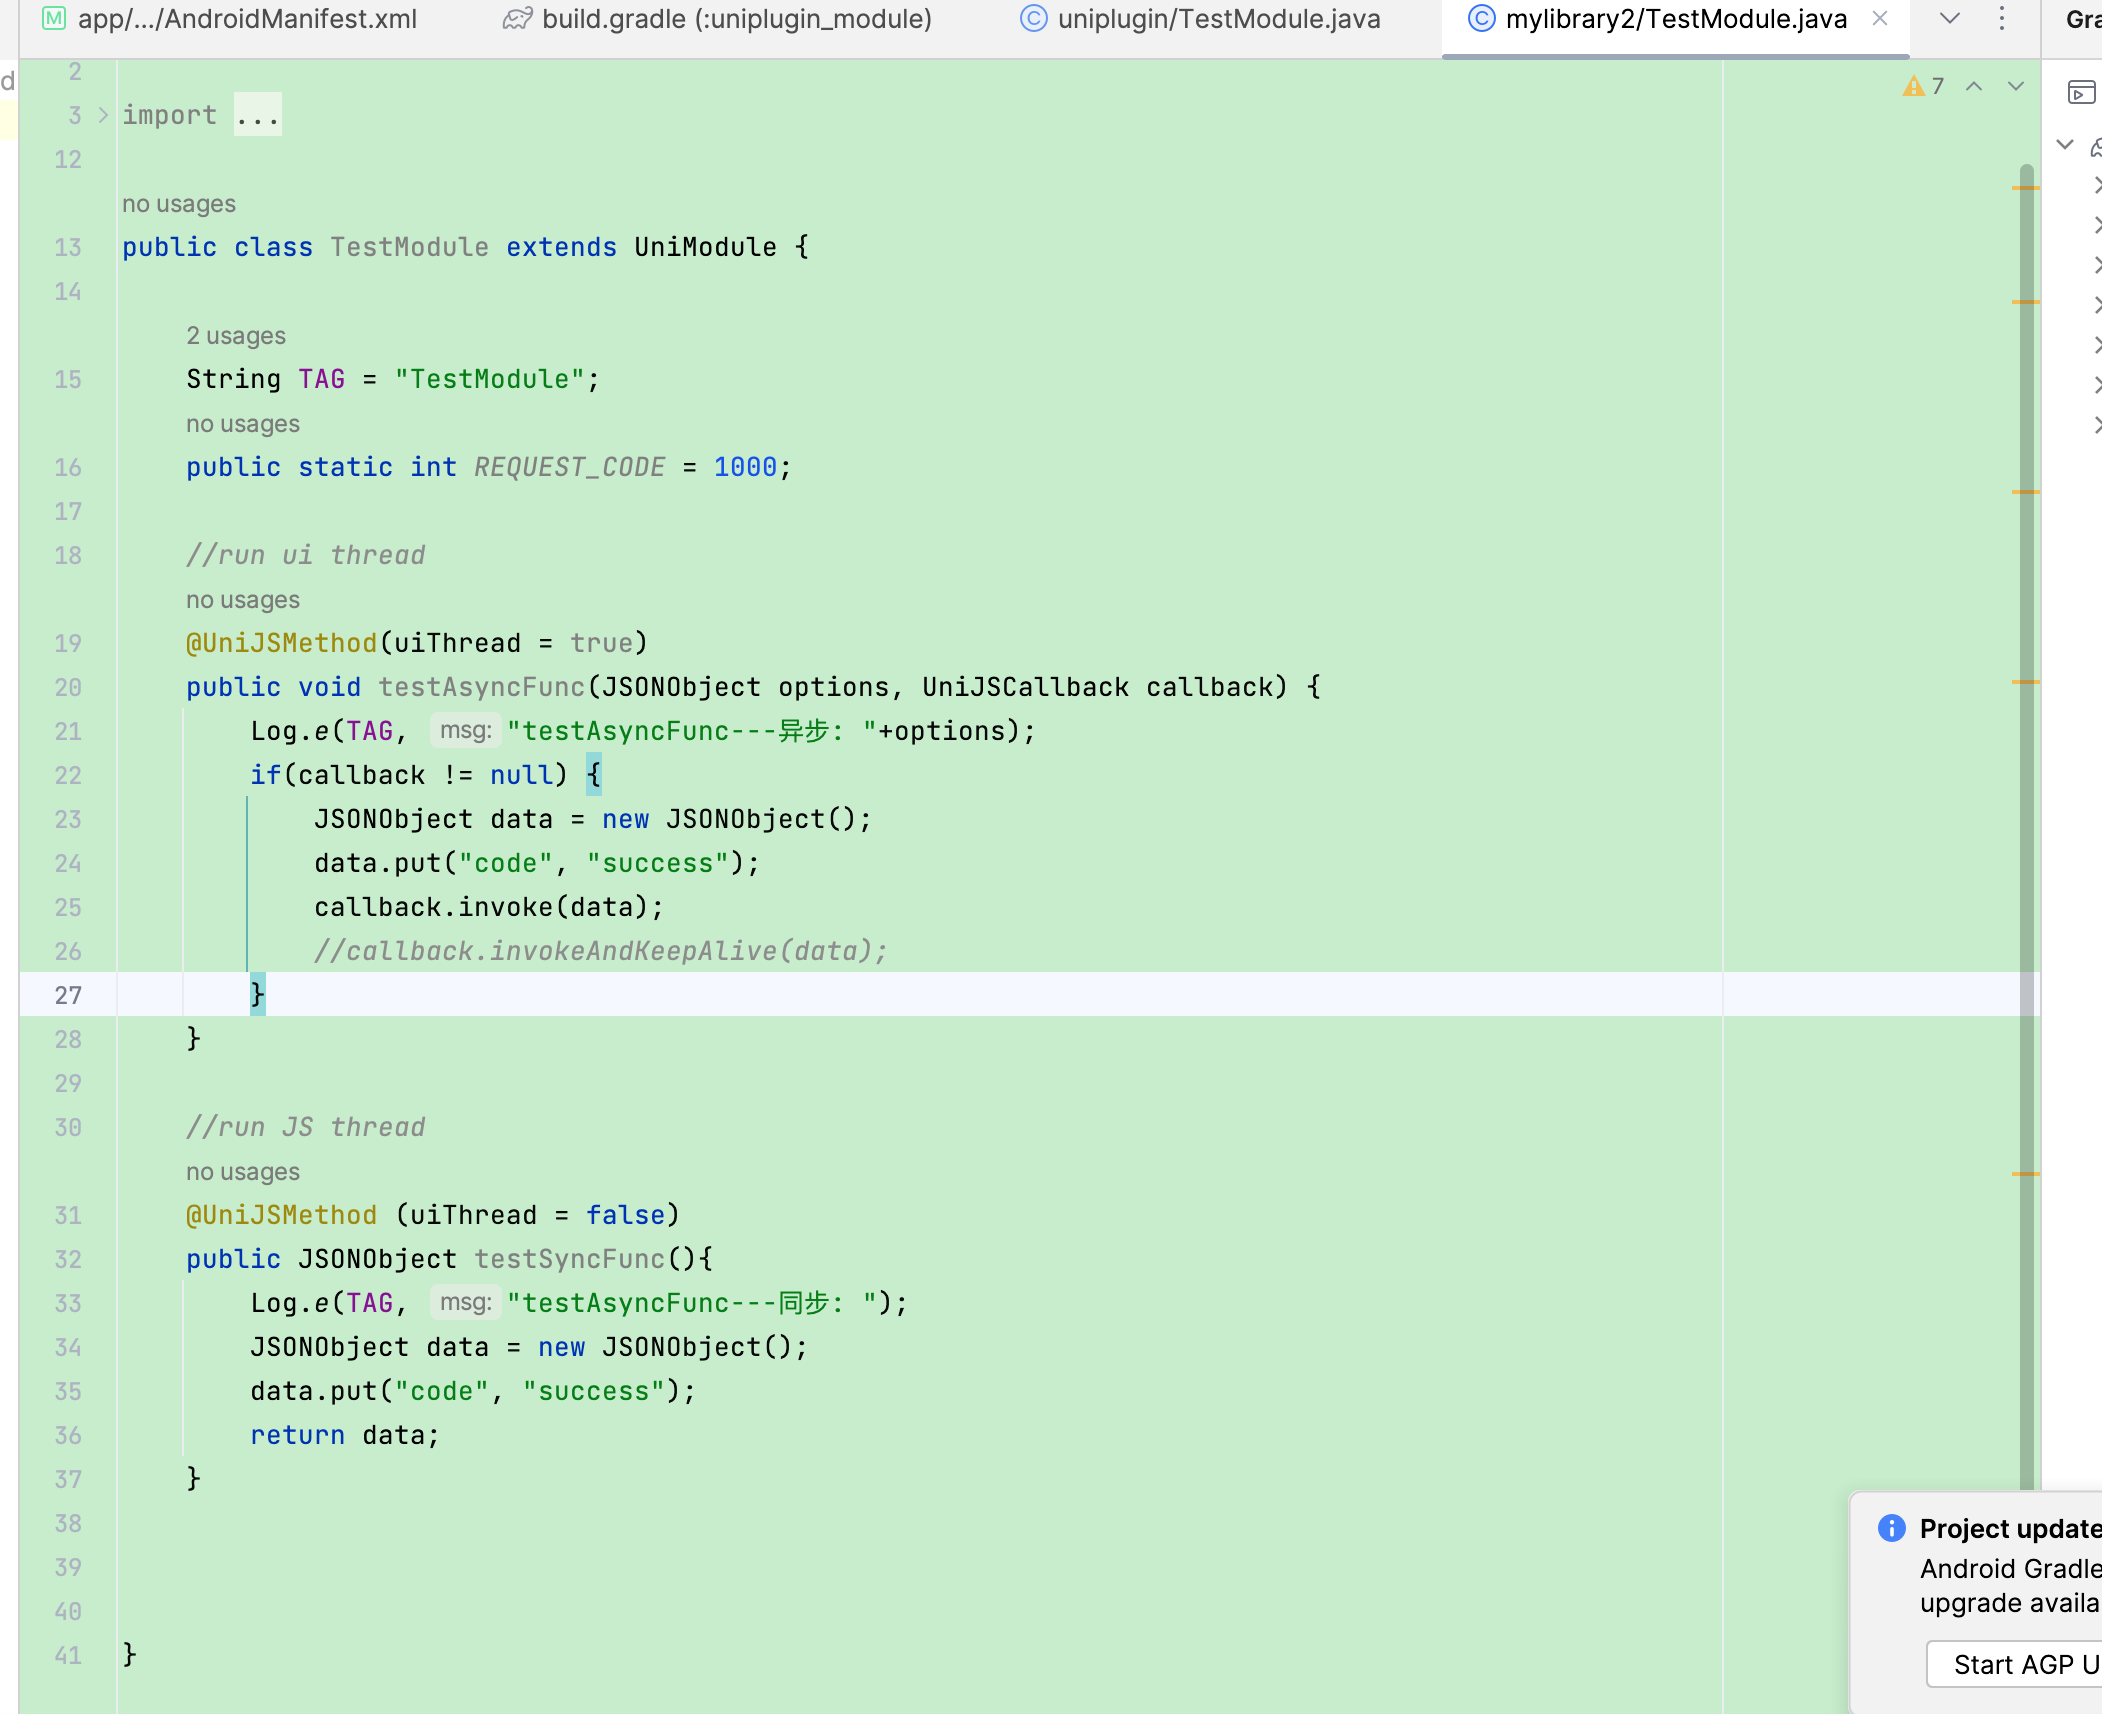 app/.../AndroidManifest.xml
build.gradle (:uniplugin_module)
uniplugin/TestModule.java
mylibrary2/TestModule.java
Gra
d
7
2
3 import ...
12
no usages
13 public class TestModule extends UniModule {
14
2 usages
15 String TAG = "TestModule";
no usages
16 public static int REQUEST_CODE = 1000;
17
18 //run ui thread
no usages
19 @UniJSMethod(uiThread = true)
20 public void testAsyncFunc(JSONObject options, UniJSCallback callback) {
21 Log.e(TAG, msg: "testAsyncFunc---异步: "+options);
22 if(callback != null) {
23 JSONObject data = new JSONObject();
24 data.put("code", "success");
25 callback.invoke(data);
26 //callback.invokeAndKeepAlive(data);
27 }
28 }
29
30 //run JS thread
no usages
31 @UniJSMethod (uiThread = false)
32 public JSONObject testSyncFunc(){
33 Log.e(TAG, msg: "testAsyncFunc---同步: ");
34 JSONObject data = new JSONObject();
35 data.put("code", "success");
36 return data;
37 }
38
39
40
41 }
Project update
Android Gradle
upgrade availa
Start AGP U